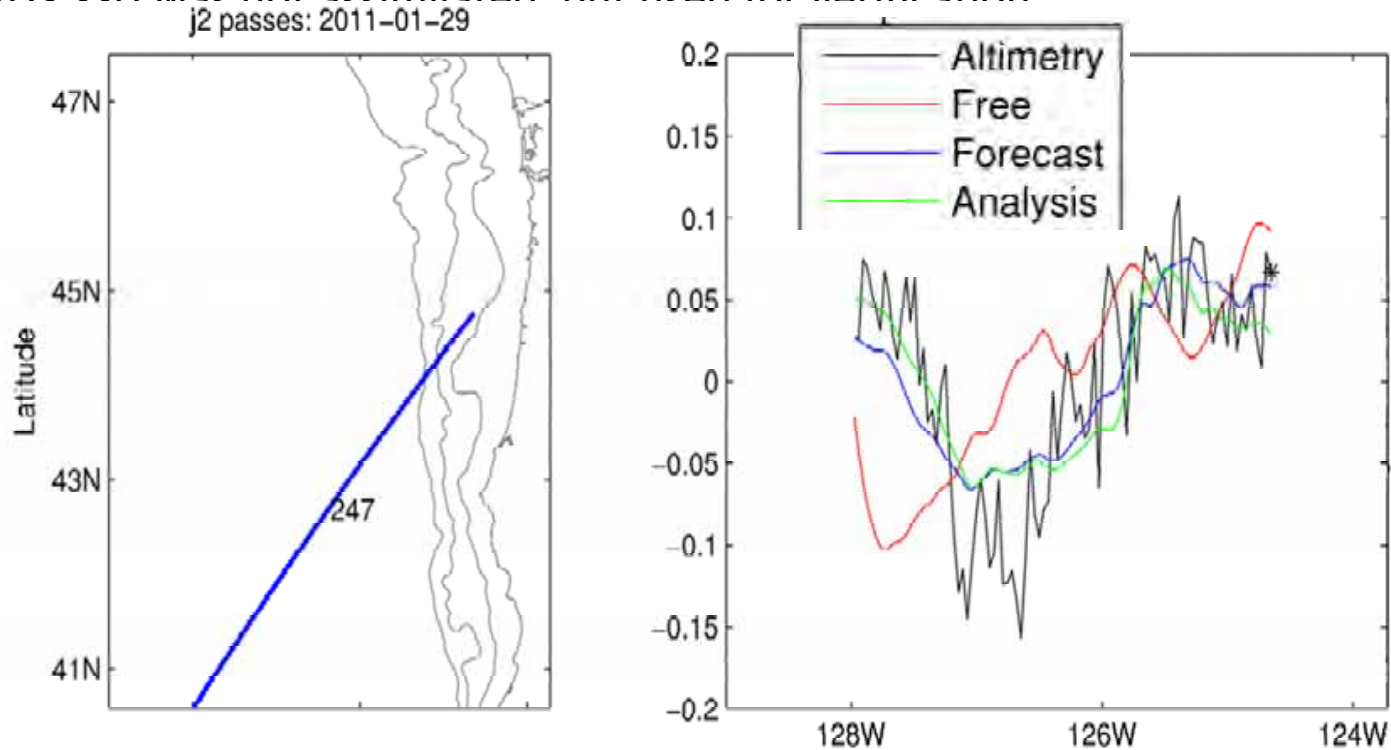 j2 passes: 2011-01-29
47N
45N
43N
41N
Latitude
247
Altimetry
Free
Forecast
Analysis
0.2
0.15
0.1
0.05
0
-0.05
-0.1
-0.15
-0.2
128W
126W
124W